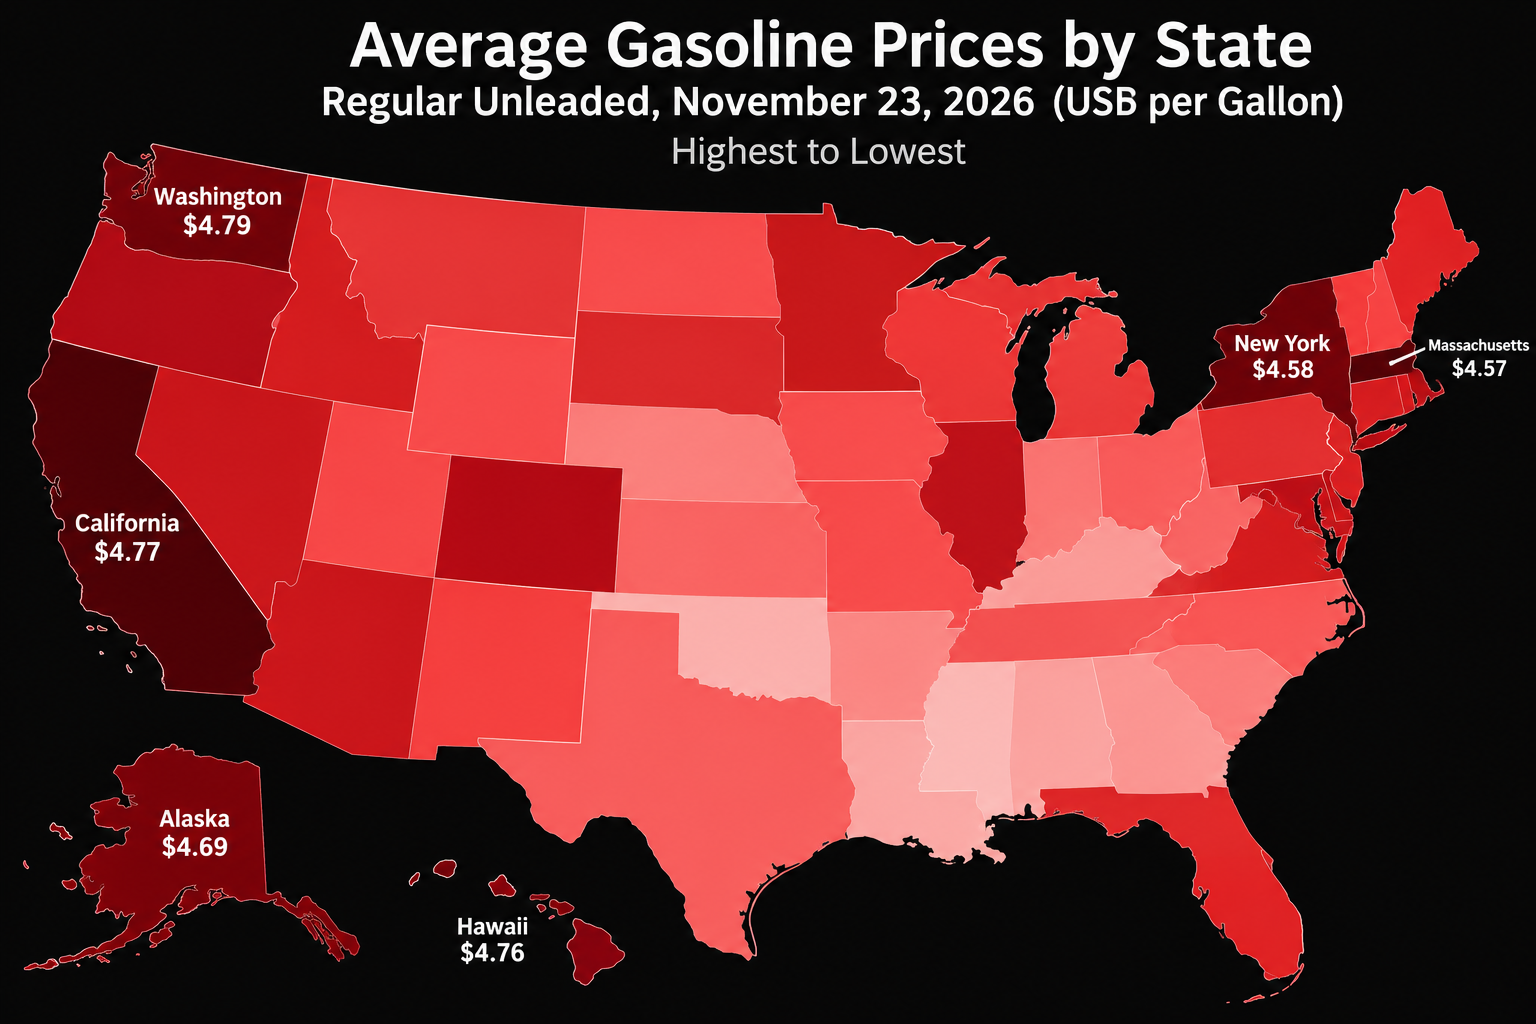 Average Gasoline Prices by State
Regular Unleaded, November 23, 2026 (USB per Gallon)
Highest to Lowest
Washington
$4.79
New York
$4.58
Massachusetts
$4.57
California
$4.77
Alaska
$4.69
Hawaii
$4.76